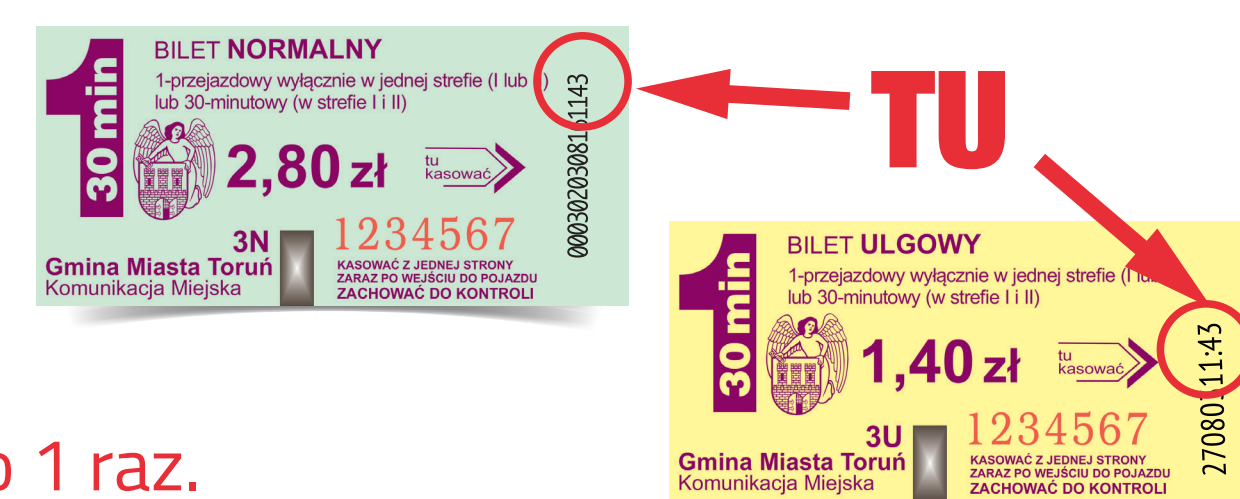 1
30 min
BILET NORMALNY
1-przejazdowy wyłącznie w jednej strefie (I lub
lub 30-minutowy (w strefie I i II)
2,80 zł
tu
kasować
3N
1234567
Gmina Miasta Toruń
Komunikacja Miejska
KASOWAĆ Z JEDNEJ STRONY
ZARAZ PO WEJŚCIU DO POJAZDU
ZACHOWAĆ DO KONTROLI
TU
1
30 min
BILET ULGOWY
1-przejazdowy wyłącznie w jednej strefie (I
lub 30-minutowy (w strefie I i II)
1,40 zł
tu
kasować
11:43
3U
1234567
Gmina Miasta Toruń
Komunikacja Miejska
KASOWAĆ Z JEDNEJ STRONY
ZARAZ PO WEJŚCIU DO POJAZDU
ZACHOWAĆ DO KONTROLI
1 raz.